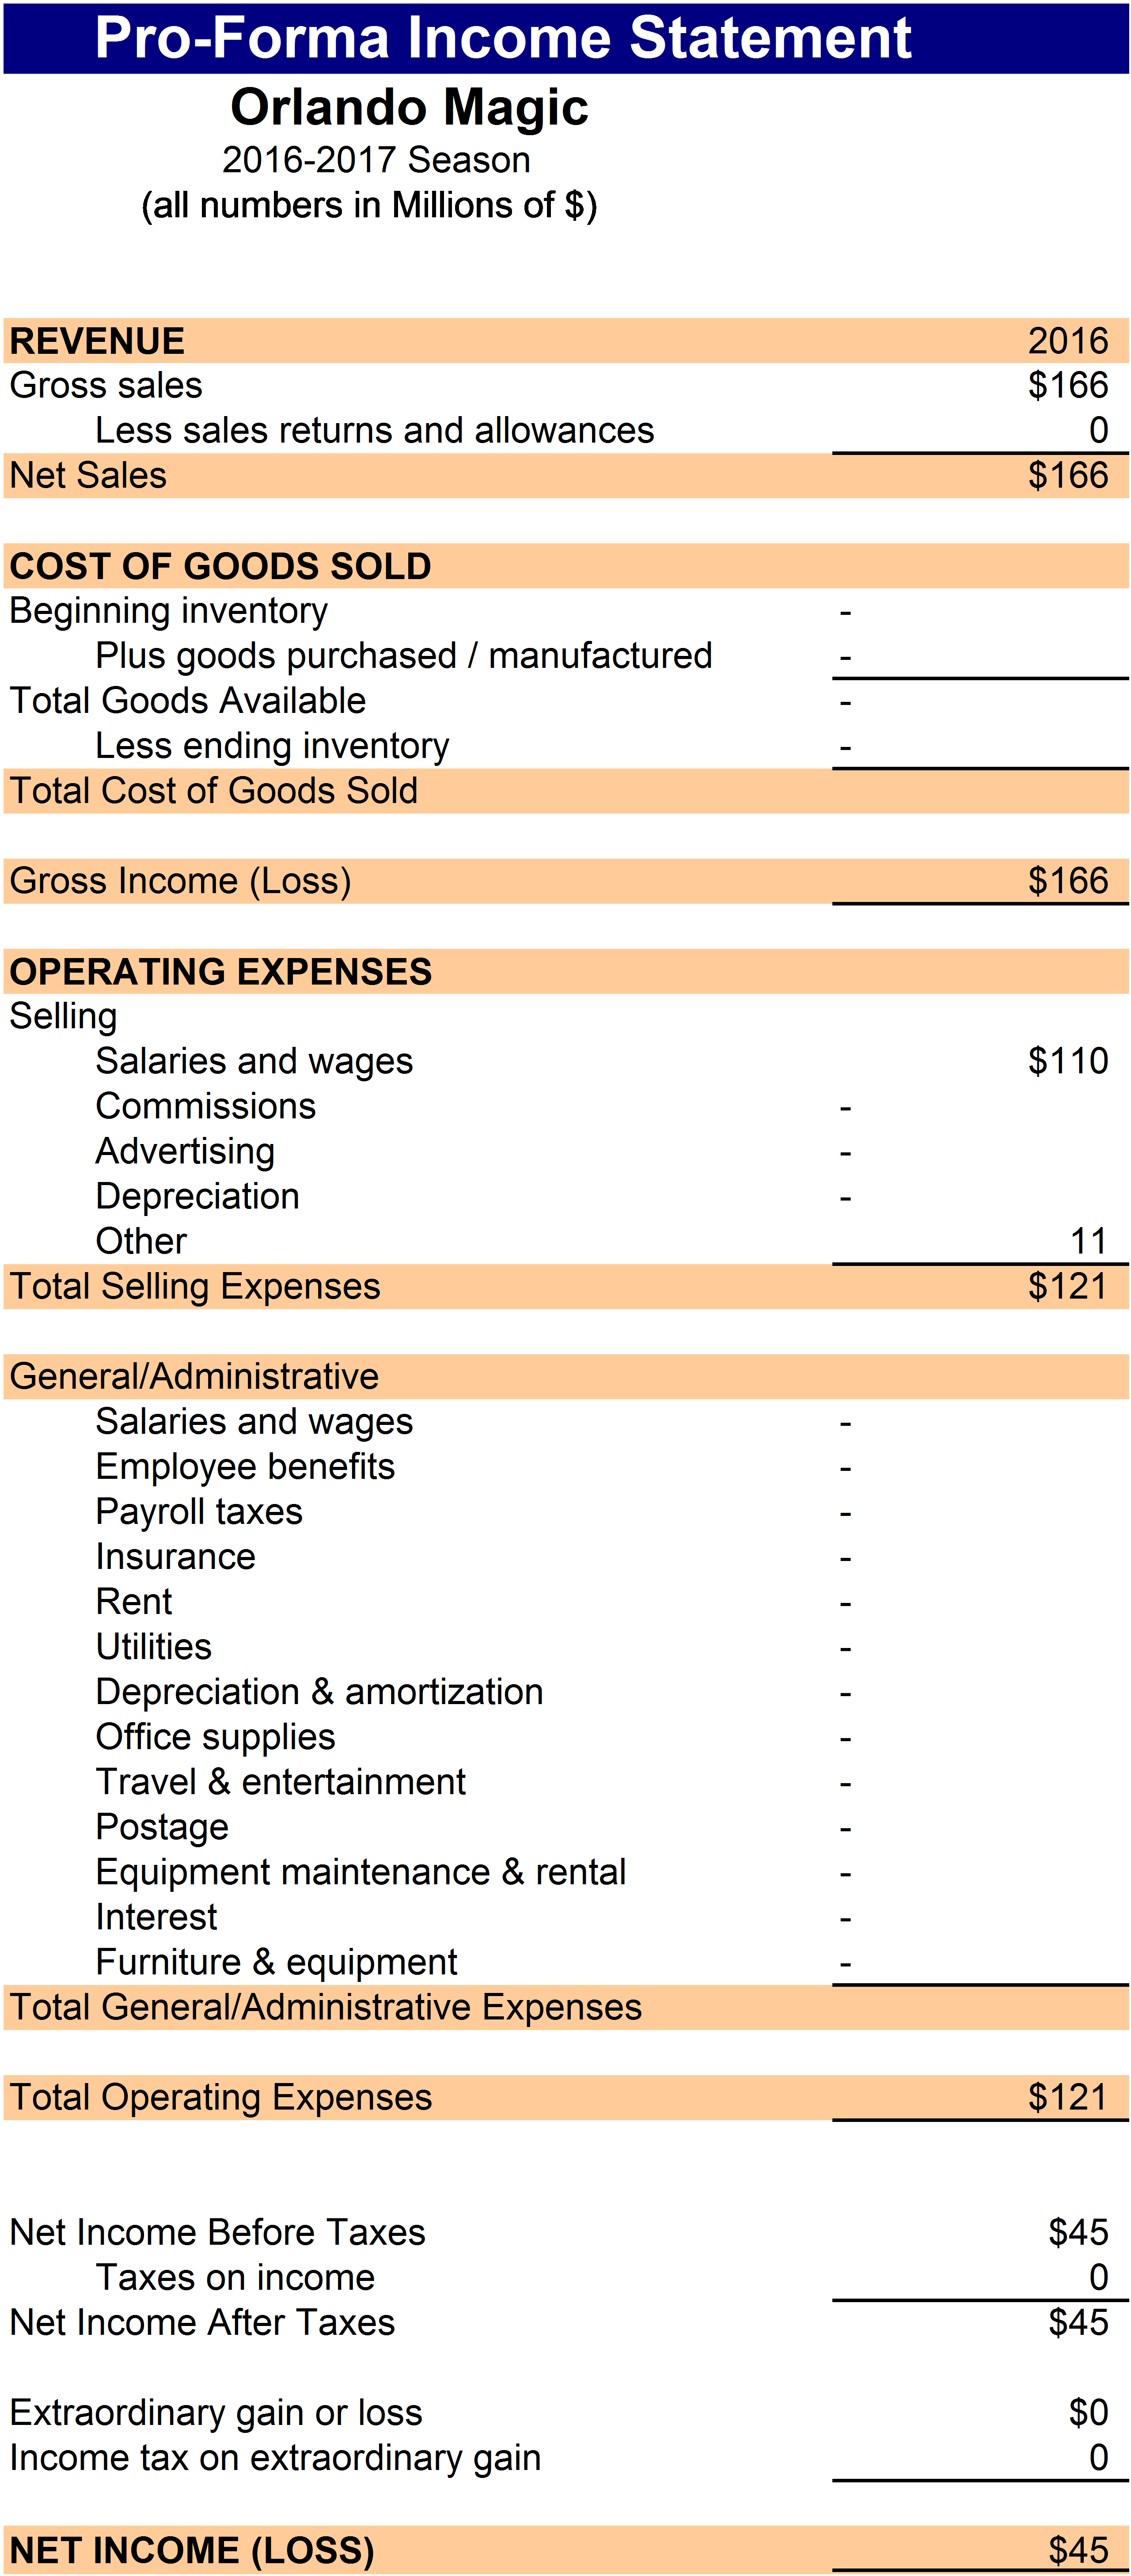 Pro-Forma Income Statement
Orlando Magic
2016-2017 Season
(all numbers in Millions of $)
REVENUE 2016
Gross sales $166
Less sales returns and allowances 0
Net Sales $166
COST OF GOODS SOLD
Beginning inventory -
Plus goods purchased / manufactured -
Total Goods Available -
Less ending inventory -
Total Cost of Goods Sold
Gross Income (Loss) $166
OPERATING EXPENSES
Selling
Salaries and wages $110
Commissions -
Advertising -
Depreciation -
Other 11
Total Selling Expenses $121
General/Administrative
Salaries and wages -
Employee benefits -
Payroll taxes -
Insurance -
Rent -
Utilities -
Depreciation & amortization -
Office supplies -
Travel & entertainment -
Postage -
Equipment maintenance & rental -
Interest -
Furniture & equipment -
Total General/Administrative Expenses
Total Operating Expenses $121
Net Income Before Taxes $45
Taxes on income 0
Net Income After Taxes $45
Extraordinary gain or loss $0
Income tax on extraordinary gain 0
NET INCOME (LOSS) $45